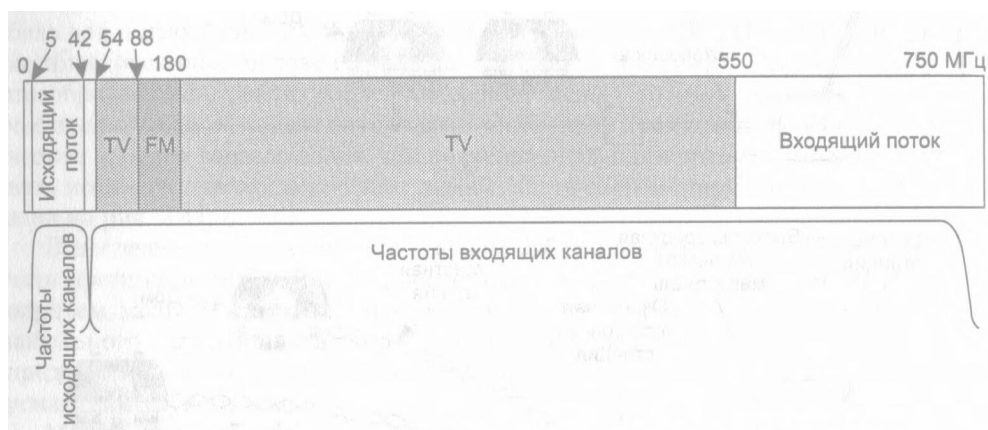 0 5 42 54 88 180 550 750 МГц
Исходящий
поток
TV FM TV Входящий поток
Частоты
исходящих каналов
Частоты входящих каналов